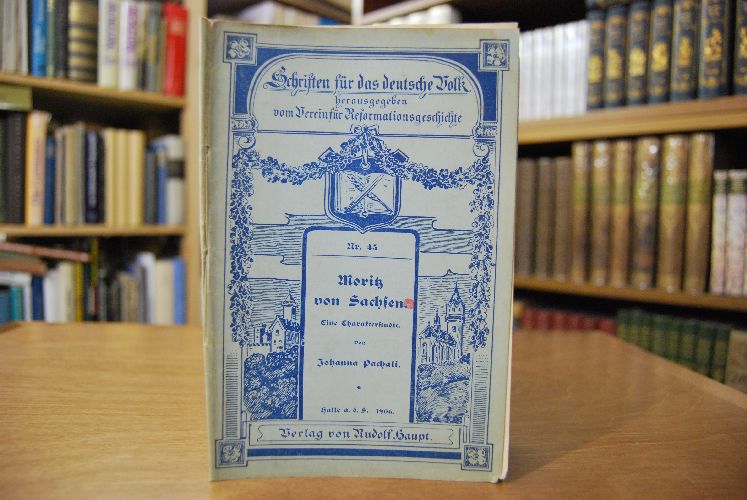 Schriften für das deutsche Volk
herausgegeben
vom Verein für Reformationsgeschichte
Nr. 45
Moritz
von Sachsen
Eine Charakterstudie.
von
Johanna Pachali.
Halle a. d. S. 1906.
Verlag von Rudolf Haupt.